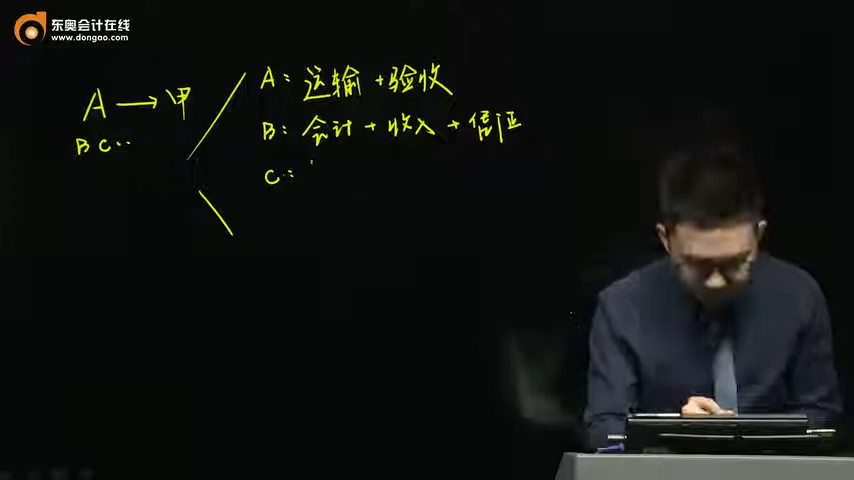 东奥会计在线
www.dongao.com
A → 甲
B C ..
A: 运输 + 验收
B: 会计 + 收入 + 信证
C: